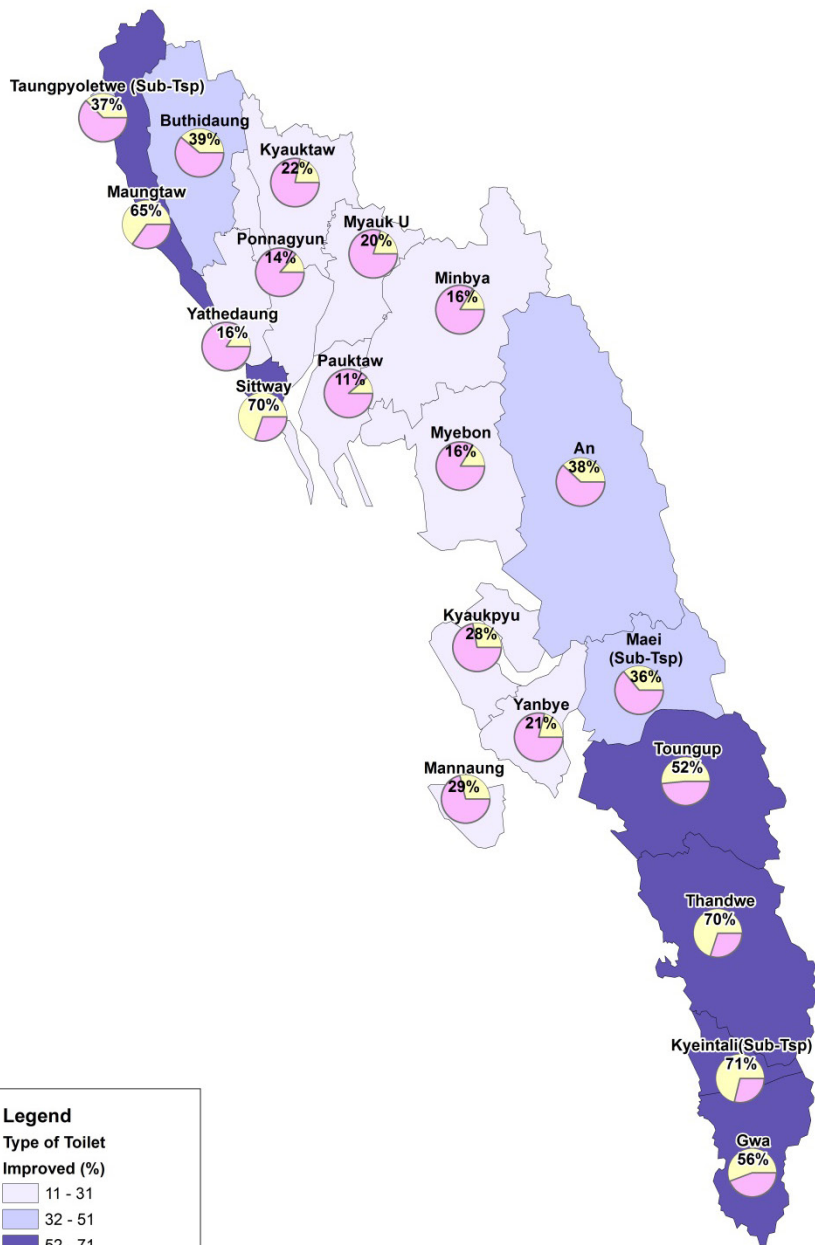 Taungpyoletwe (Sub-Tsp)
37%
Buthidaung
39%
Kyauktaw
22%
Maungtaw
65%
Myauk U
20%
Ponnagyun
14%
Minbya
16%
Yathedaung
16%
Pauktaw
11%
Sittway
70%
Myebon
16%
An
38%
Kyaukpyu
28%
Maei
(Sub-Tsp)
36%
Yanbye
21%
Toungup
52%
Mannaung
29%
Thandwe
70%
Kyeintali(Sub-Tsp)
71%
Gwa
56%
Legend
Type of Toilet
Improved (%)
11 - 31
32 - 51
52 - 71